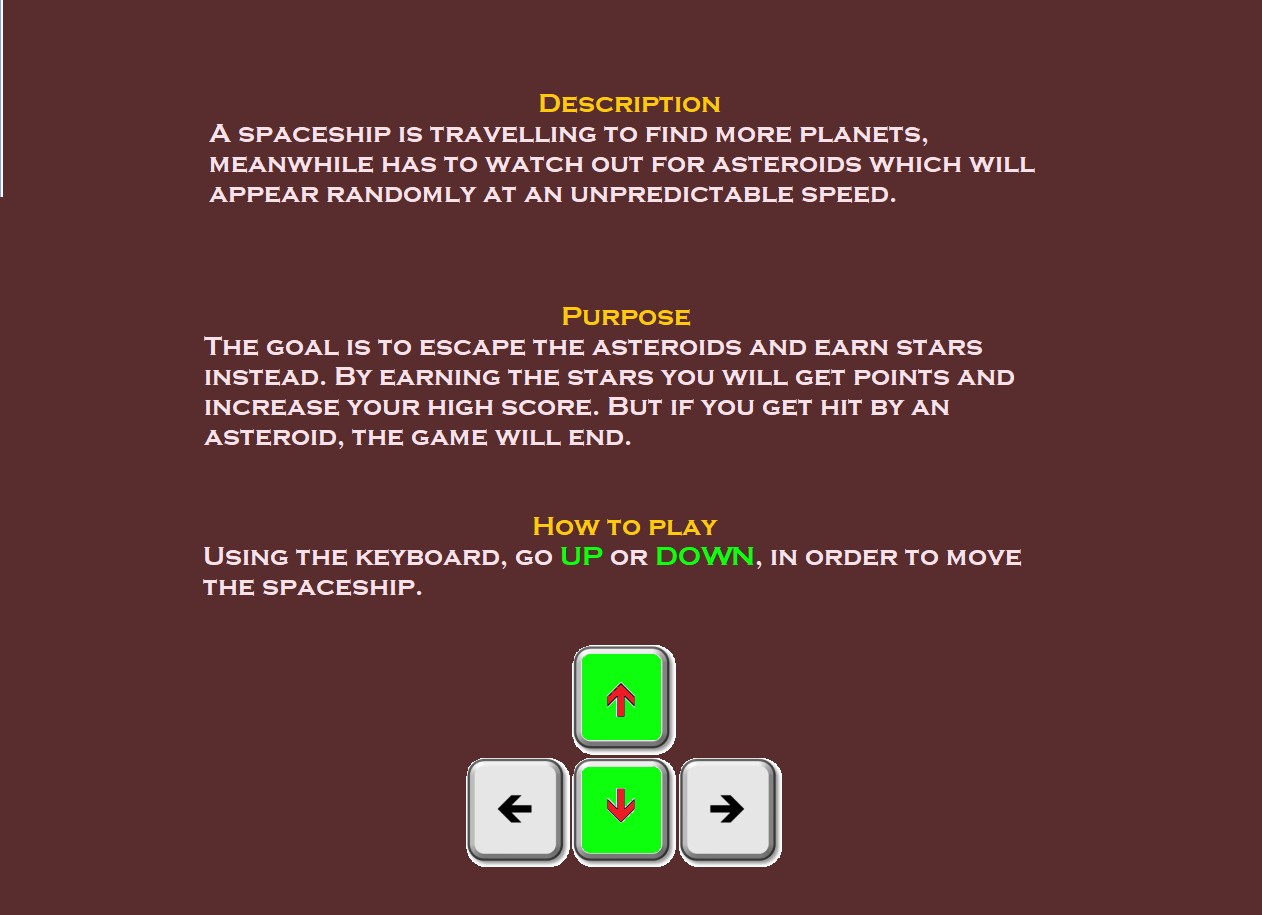 Description
A spaceship is travelling to find more planets,
meanwhile has to watch out for asteroids which will
appear randomly at an unpredictable speed.
Purpose
The goal is to escape the asteroids and earn stars
instead. By earning the stars you will get points and
increase your high score. But if you get hit by an
asteroid, the game will end.
How to play
Using the keyboard, go UP or DOWN, in order to move
the spaceship.